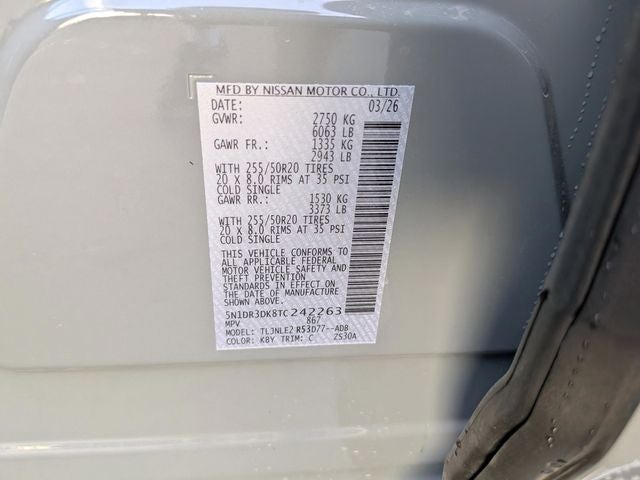 MFD BY NISSAN MOTOR CO., LTD.
DATE: 03/26
GVWR: 2750 KG
6063 LB
GAWR FR.: 1335 KG
2943 LB
WITH 255/50R20 TIRES
20 X 8.0 RIMS AT 35 PSI
COLD SINGLE
GAWR RR.: 1530 KG
3373 LB
WITH 255/50R20 TIRES
20 X 8.0 RIMS AT 35 PSI
COLD SINGLE
THIS VEHICLE CONFORMS TO
ALL APPLICABLE FEDERAL
MOTOR VEHICLE SAFETY AND
THEFT PREVENTION
STANDARDS IN EFFECT ON
THE DATE OF MANUFACTURE
SHOWN ABOVE.
5N1DR3DK8TC242263
MPV 867
MODEL: TLJNLE2 R53D77--ADB
COLOR: KBY TRIM: C ZS30A